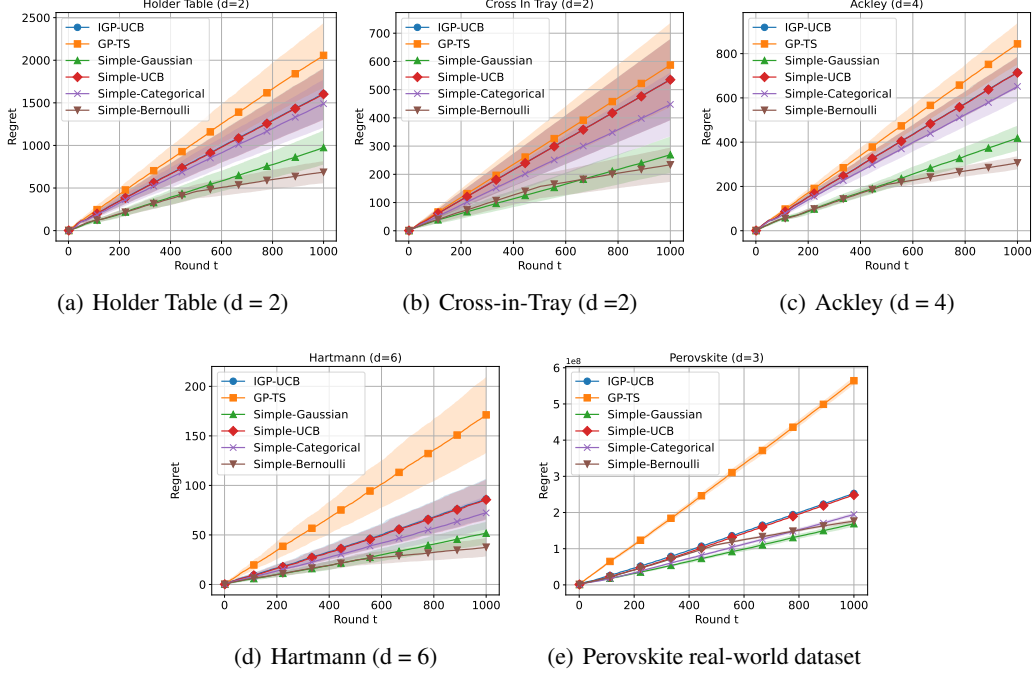 Holder Table (d=2)
2500
2000
1500
1000
500
0
Regret
IGP-UCB
GP-TS
Simple-Gaussian
Simple-UCB
Simple-Categorical
Simple-Bernoulli
0 200 400 600 800 1000
Round t
(a) Holder Table (d = 2)
Cross In Tray (d=2)
700
600
500
400
300
200
100
0
Regret
IGP-UCB
GP-TS
Simple-Gaussian
Simple-UCB
Simple-Categorical
Simple-Bernoulli
0 200 400 600 800 1000
Round t
(b) Cross-in-Tray (d =2)
Ackley (d=4)
800
600
400
200
0
Regret
IGP-UCB
GP-TS
Simple-Gaussian
Simple-UCB
Simple-Categorical
Simple-Bernoulli
0 200 400 600 800 1000
Round t
(c) Ackley (d = 4)
Hartmann (d=6)
200
150
100
50
0
Regret
IGP-UCB
GP-TS
Simple-Gaussian
Simple-UCB
Simple-Categorical
Simple-Bernoulli
0 200 400 600 800 1000
Round t
(d) Hartmann (d = 6)
Perovskite (d=3)
1e8
6
5
4
3
2
1
0
Regret
IGP-UCB
GP-TS
Simple-Gaussian
Simple-UCB
Simple-Categorical
Simple-Bernoulli
0 200 400 600 800 1000
Round t
(e) Perovskite real-world dataset